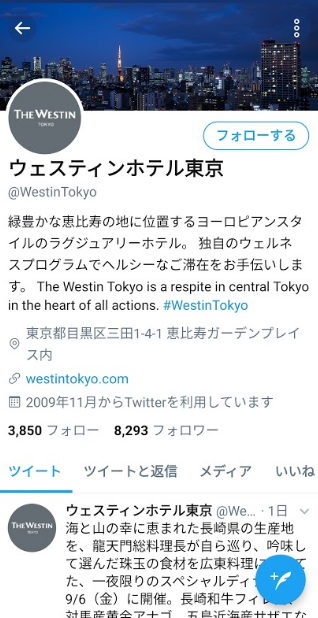 THE WESTIN
TOKYO
フォローする
ウェスティンホテル東京
@WestinTokyo
緑豊かな恵比寿の地に位置するヨーロピアンスタ
イルのラグジュアリーホテル。 独自のウェルネ
スプログラムでヘルシーなご滞在をお手伝いしま
す。 The Westin Tokyo is a respite in central Tokyo
in the heart of all actions. #WestinTokyo
東京都目黒区三田1-4-1 恵比寿ガーデンプレイ
ス内
westintokyo.com
2009年11月からTwitterを利用しています
3,850 フォロー 8,293 フォロワー
ツイート ツイートと返信 メディア いいね
THE WESTIN
TOKYO
ウェスティンホテル東京 @We... · 1日
海と山の幸に恵まれた長崎県の生産地
を、龍天門総料理長が自ら巡り、吟味し
て選んだ珠玉の食材を広東料理に
た、一夜限りのスペシャルディ
9/6（金）に開催。長崎和牛フィレ
対馬産黄金アナゴ、五島近海産サザエな